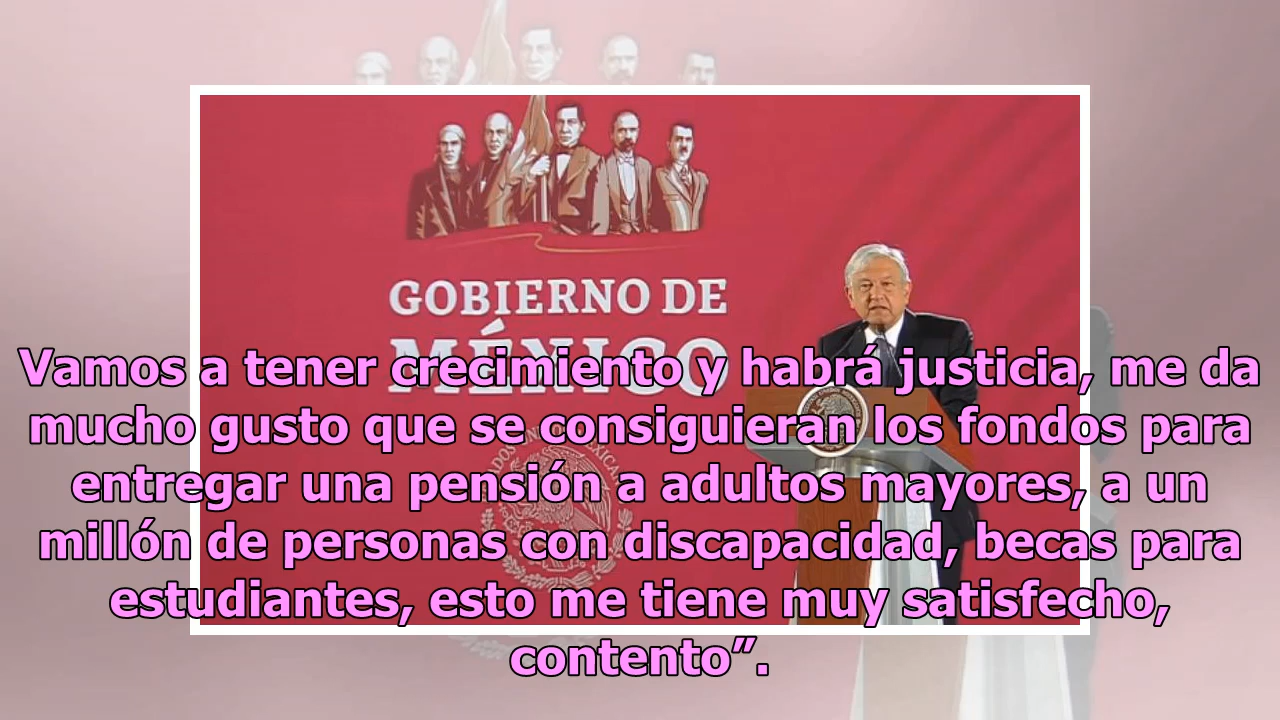 GOBIERNO DE
MÉXICO
Vamos a tener crecimiento y habrá justicia, me da
mucho gusto que se consiguieran los fondos para
entregar una pensión a adultos mayores, a un
millón de personas con discapacidad, becas para
estudiantes, esto me tiene muy satisfecho,
contento”.